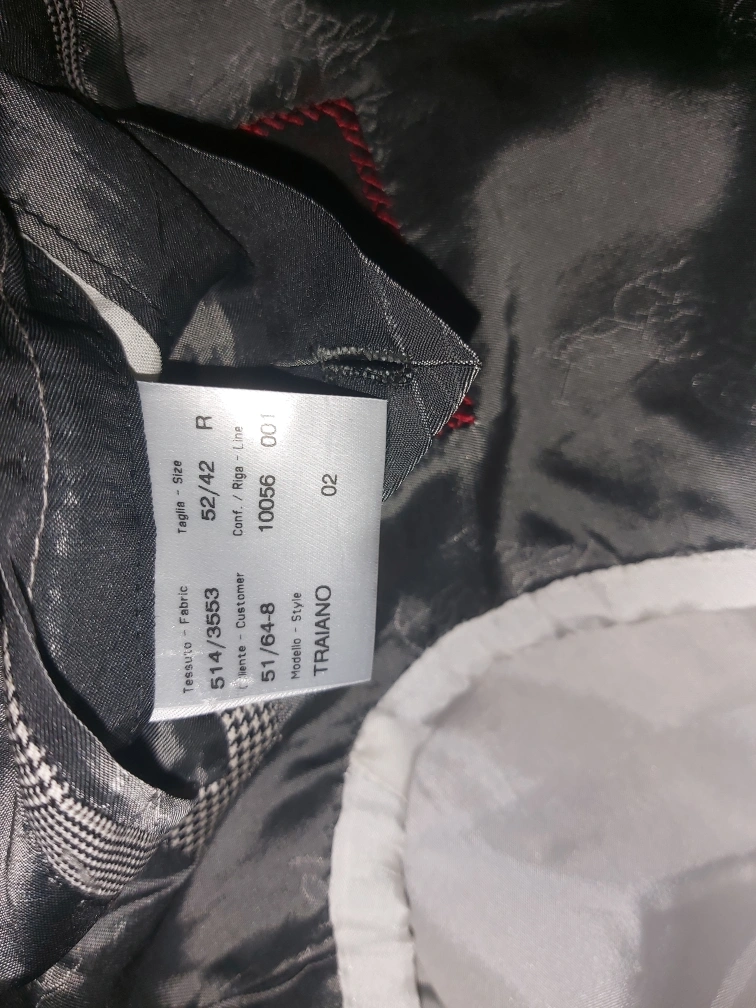 Tessuto - Fabric Taglia - Size
514/3553 52/42 R
Cliente - Customer Conf. / Riga - Line
51/64-8 10056 001
Modello - Style
TRAIANO 02